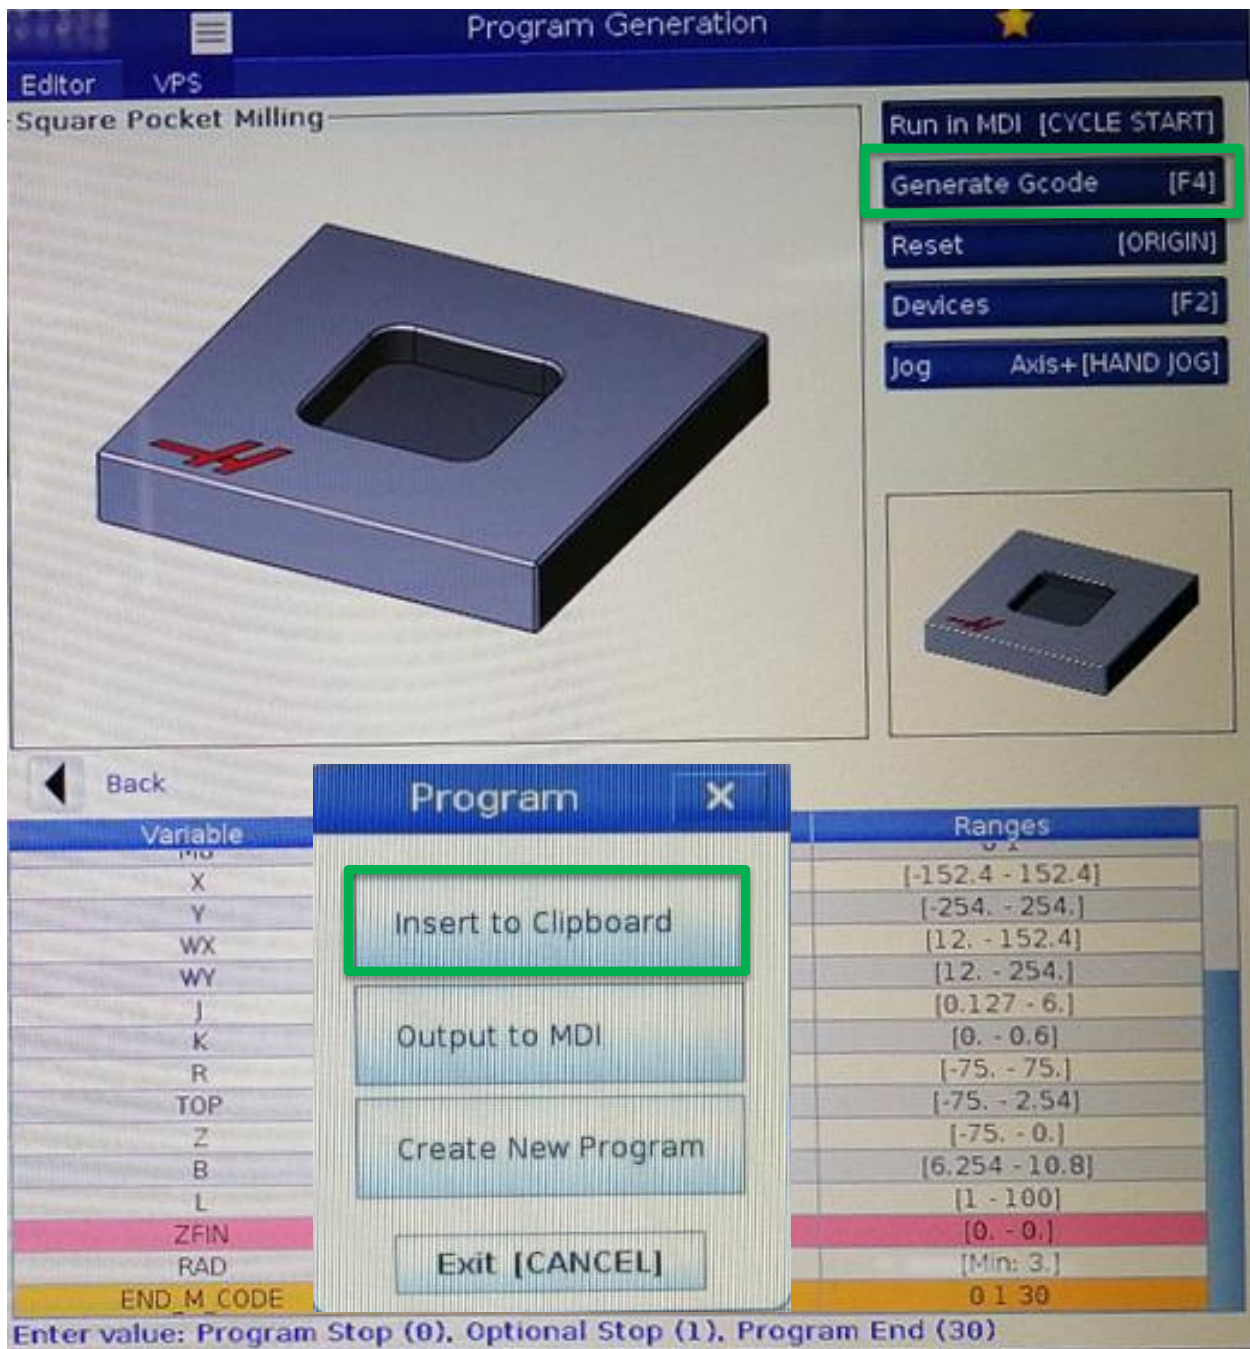 Program Generation
Editor VPS
Square Pocket Milling
Run in MDI [CYCLE START]
Generate Gcode [F4]
Reset [ORIGIN]
Devices [F2]
Jog Axis+[HAND JOG]
Back
Program X
Insert to Clipboard
Output to MDI
Create New Program
Exit [CANCEL]
Variable Ranges
X [-152.4 - 152.4]
Y [-254. - 254.]
WX [12. - 152.4]
WY [12. - 254.]
J [0.127 - 6.]
K [0. - 0.6]
R [-75. - 75.]
TOP [-75. - 2.54]
Z [-75. - 0.]
B [6.254 - 10.8]
L [1 - 100]
ZFIN [0. - 0.]
RAD [Min: 3.]
END_M_CODE 0 1 30
Enter value: Program Stop (0), Optional Stop (1), Program End (30)